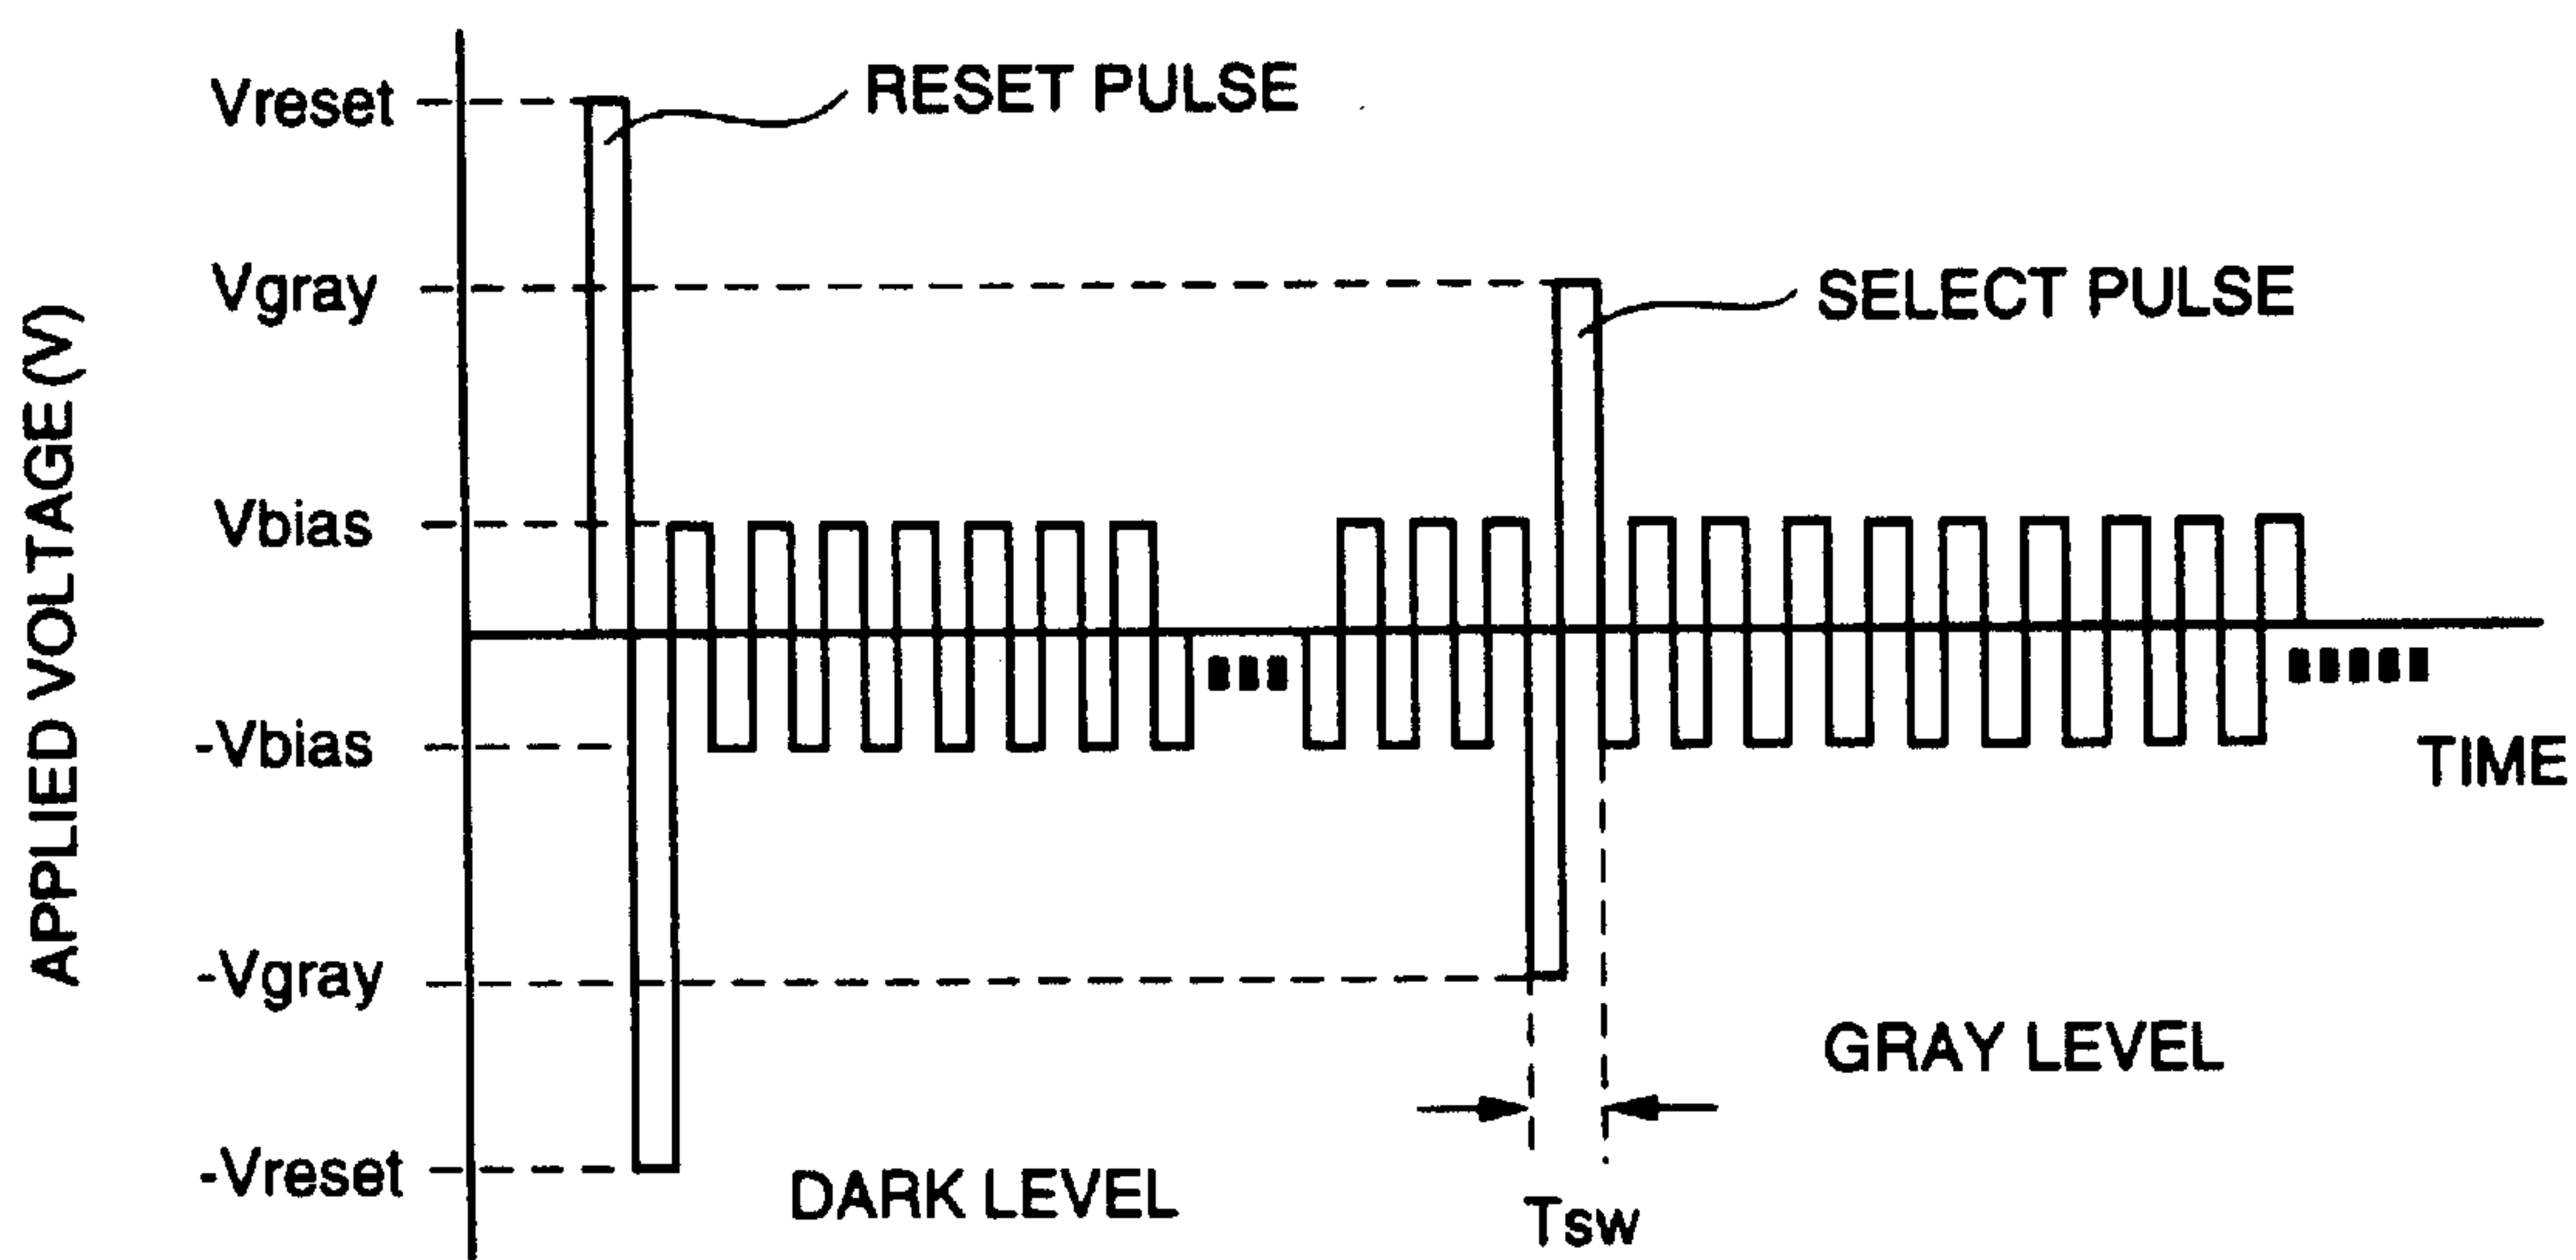 Vreset
RESET PULSE
Vgray
SELECT PULSE
APPLIED VOLTAGE (V)
Vbias
-Vbias
TIME
-Vgray
GRAY LEVEL
-Vreset
DARK LEVEL
Tsw